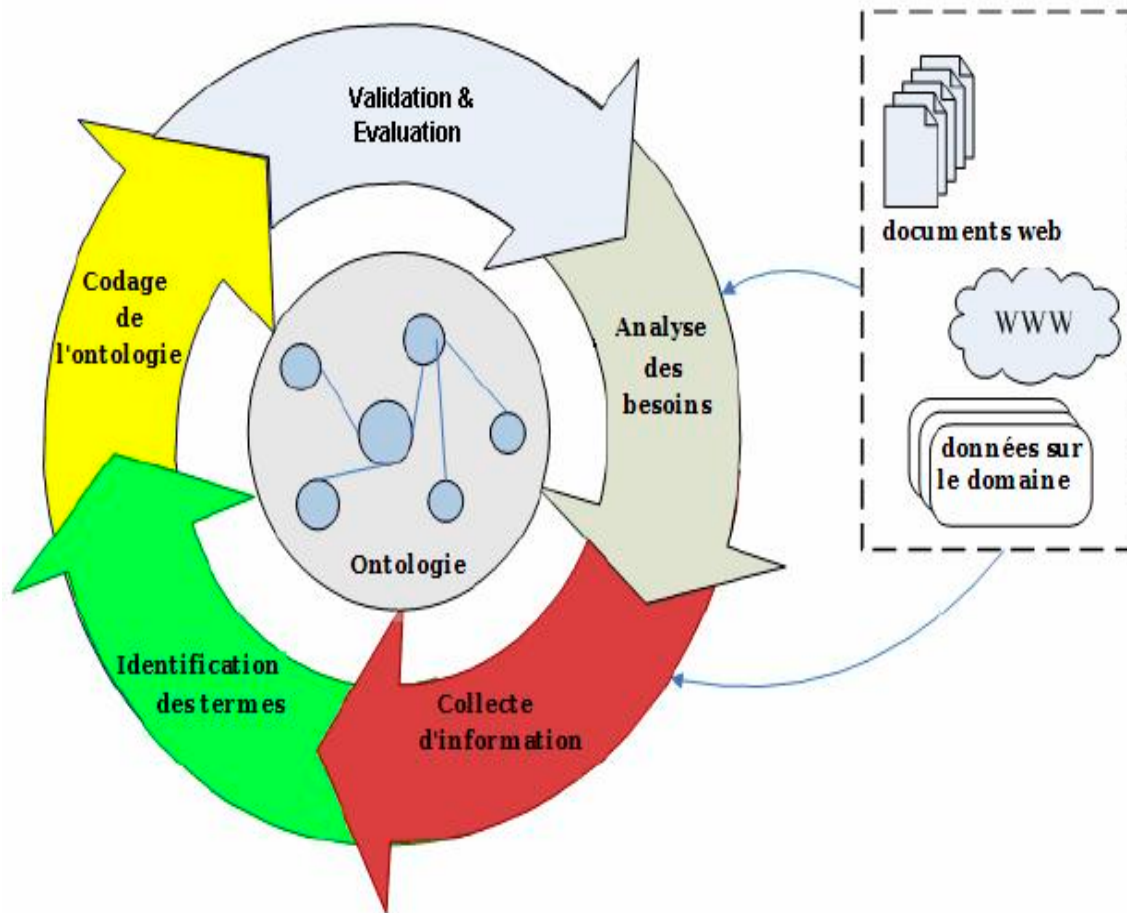 Validation &
Evaluation
Analyse
des
besoins
Collecte
d'information
Identification
des termes
Codage
de
l'ontologie
Ontologie
documents web
WWW
données sur
le domaine